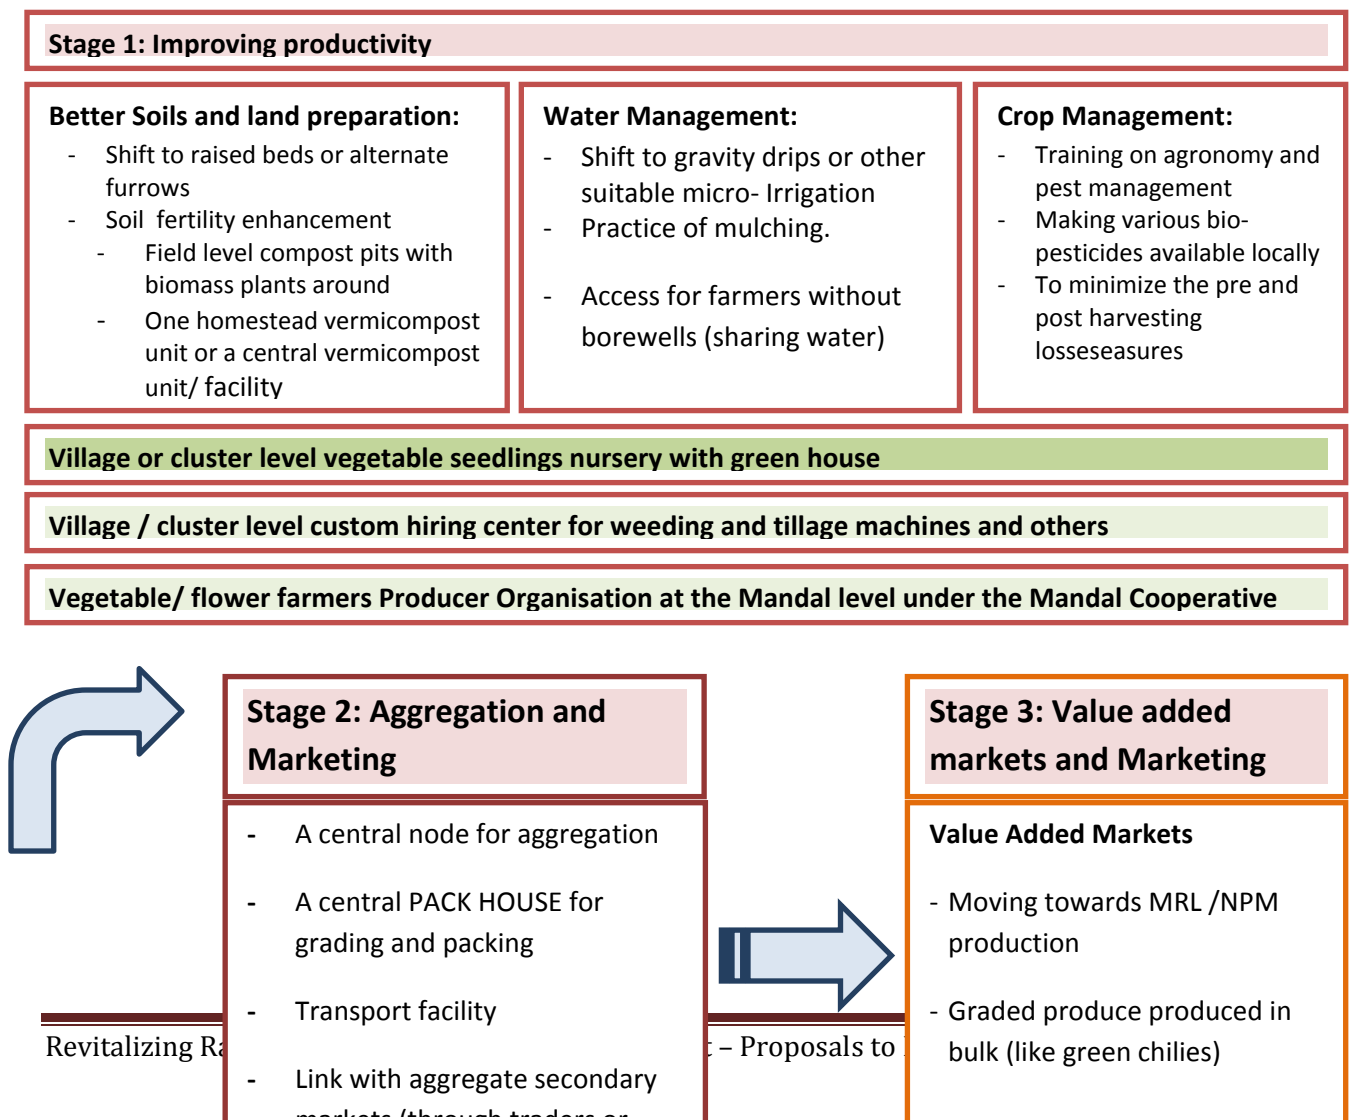 Stage 1: Improving productivity
Better Soils and land preparation:
- Shift to raised beds or alternate
furrows
- Soil fertility enhancement
- Field level compost pits with
biomass plants around
- One homestead vermicompost
unit or a central vermicompost
unit/ facility
Water Management:
- Shift to gravity drips or other
suitable micro- Irrigation
- Practice of mulching.
- Access for farmers without
borewells (sharing water)
Crop Management:
- Training on agronomy and
pest management
- Making various bio-
pesticides available locally
- To minimize the pre and
post harvesting
losseseasures
Village or cluster level vegetable seedlings nursery with green house
Village / cluster level custom hiring center for weeding and tillage machines and others
Vegetable/ flower farmers Producer Organisation at the Mandal level under the Mandal Cooperative
Stage 2: Aggregation and
Marketing
- A central node for aggregation
- A central PACK HOUSE for
grading and packing
- Transport facility
- Link with aggregate secondary
markets (through traders or
Stage 3: Value added
markets and Marketing
Value Added Markets
- Moving towards MRL /NPM
production
- Graded produce produced in
bulk (like green chilies)
Revitalizing
– Proposals to